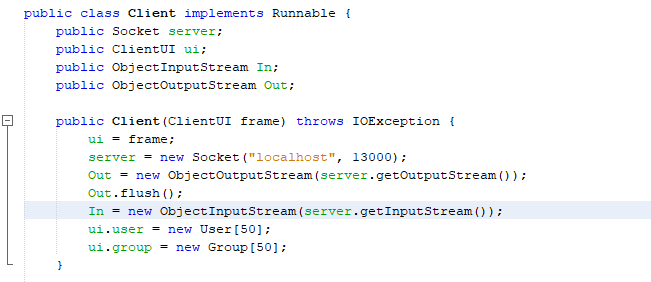 public class Client implements Runnable {
    public Socket server;
    public ClientUI ui;
    public ObjectInputStream In;
    public ObjectOutputStream Out;

    public Client(ClientUI frame) throws IOException {
        ui = frame;
        server = new Socket("localhost", 13000);
        Out = new ObjectOutputStream(server.getOutputStream());
        Out.flush();
        In = new ObjectInputStream(server.getInputStream());
        ui.user = new User[50];
        ui.group = new Group[50];
    }